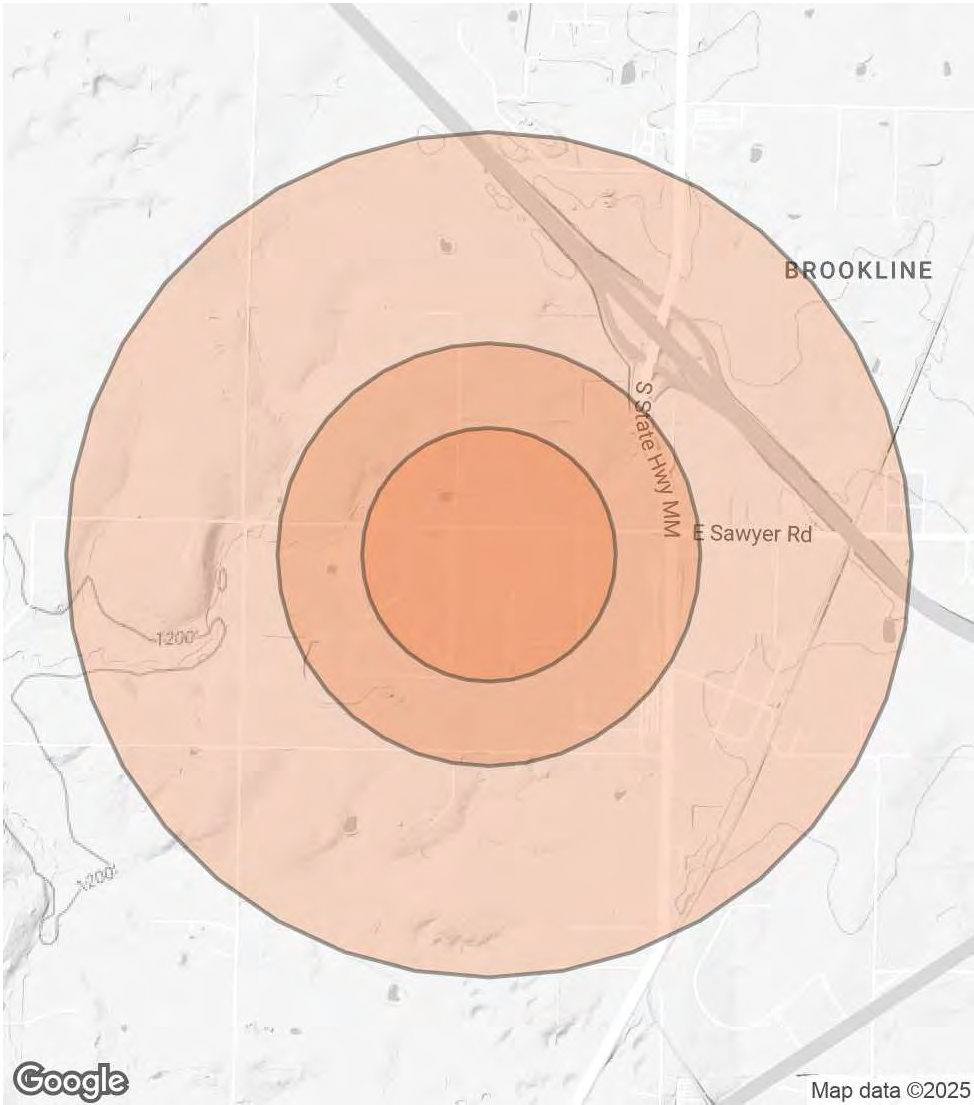 BROOKLINE
S State Hwy MM
E Sawyer Rd
1200'
1200'
Google
Map data ©2025